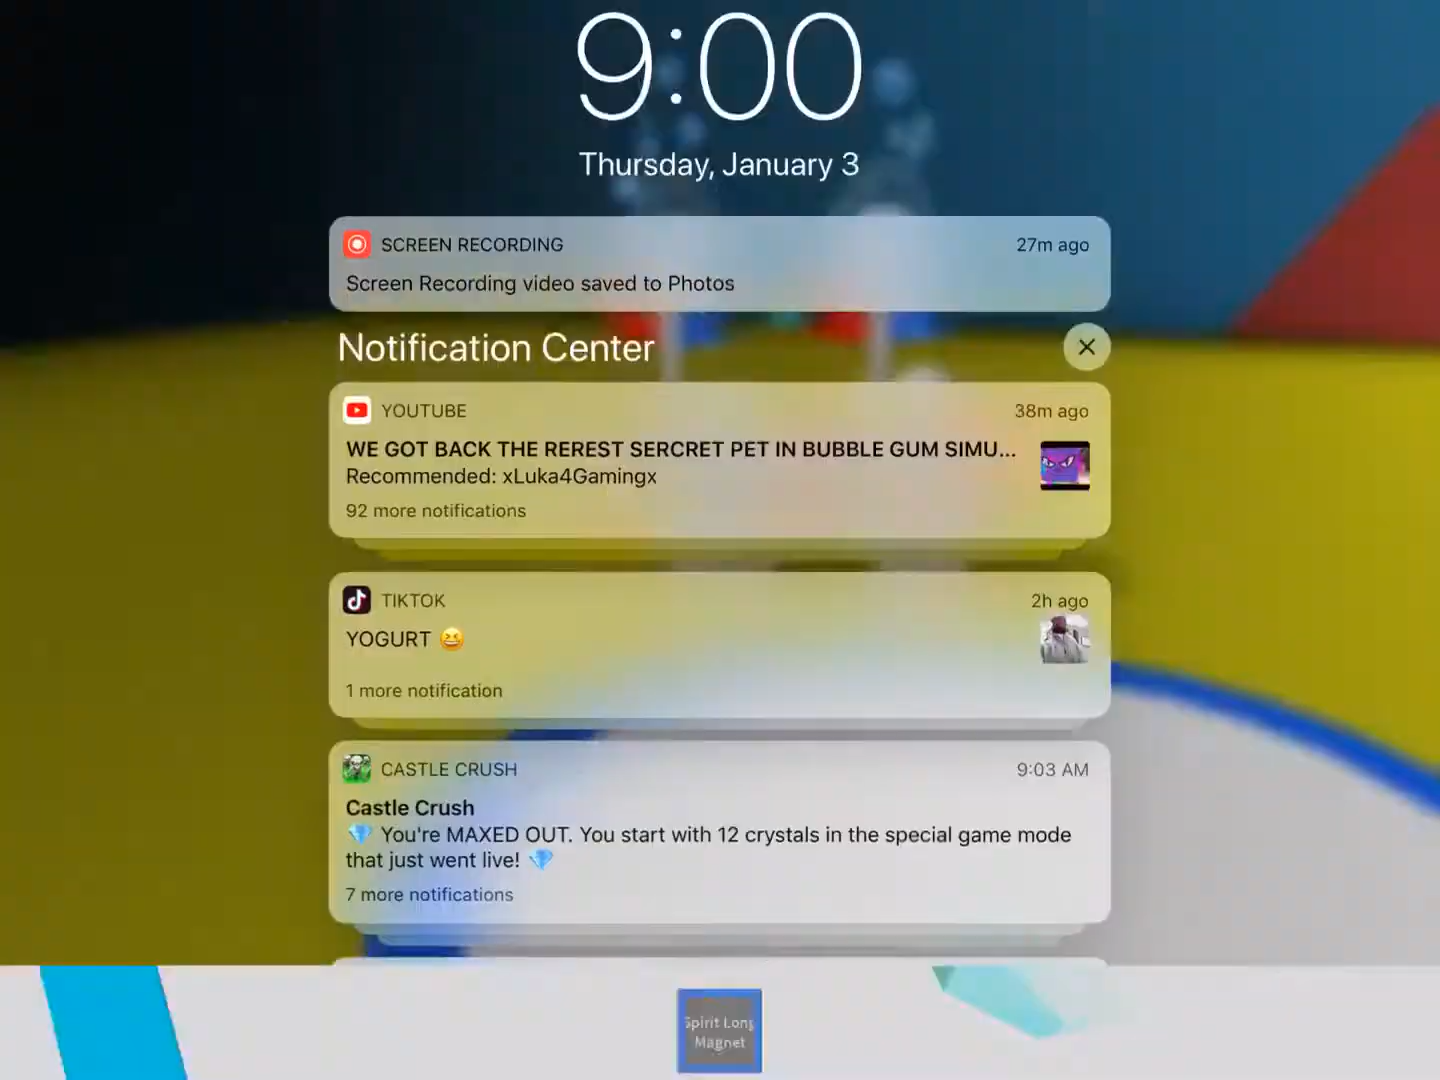 9:00
Thursday, January 3
SCREEN RECORDING 27m ago
Screen Recording video saved to Photos
Notification Center
YOUTUBE 38m ago
WE GOT BACK THE REREST SERCRET PET IN BUBBLE GUM SIMU...
Recommended: xLuka4Gamingx
92 more notifications
TIKTOK 2h ago
YOGURT 😆
1 more notification
CASTLE CRUSH 9:03 AM
Castle Crush
💎 You're MAXED OUT. You start with 12 crystals in the special game mode
that just went live! 💎
7 more notifications
Spirit Long
Magnet